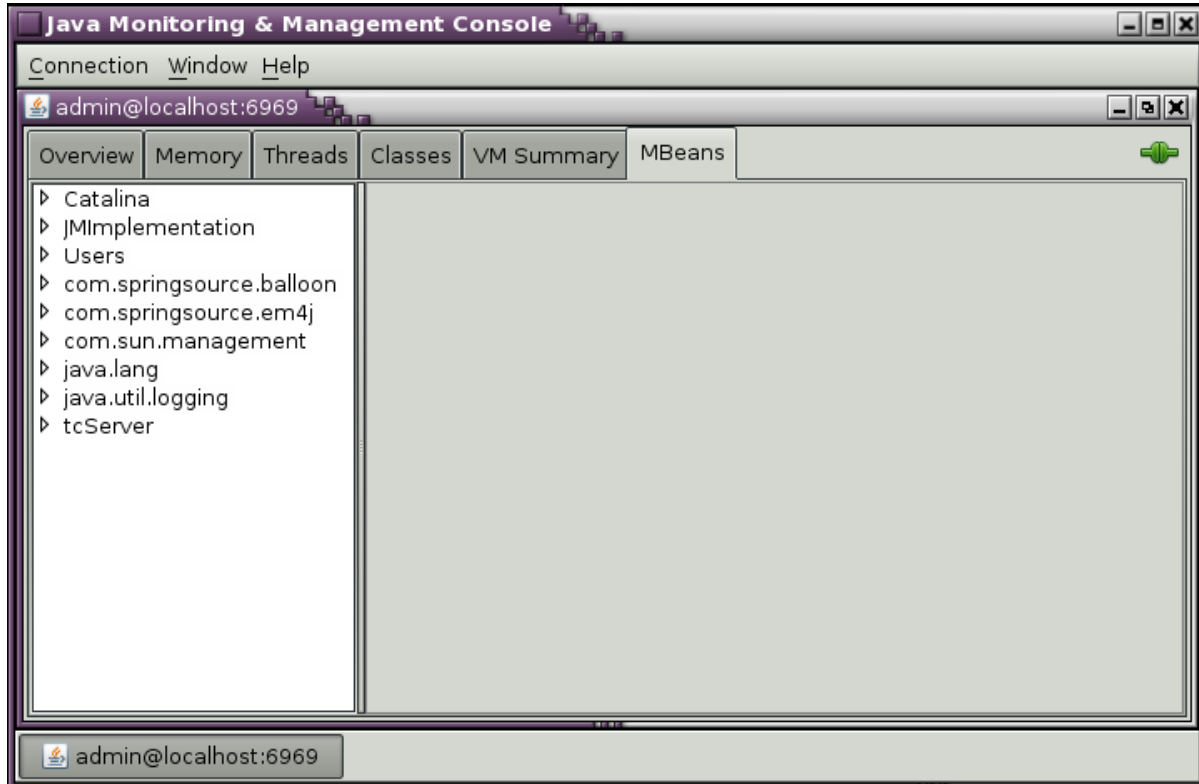 Java Monitoring & Management Console
Connection Window Help
admin@localhost:6969
Overview Memory Threads Classes VM Summary MBeans
Catalina
JMImplementation
Users
com.springsource.balloon
com.springsource.em4j
com.sun.management
java.lang
java.util.logging
tcServer
admin@localhost:6969